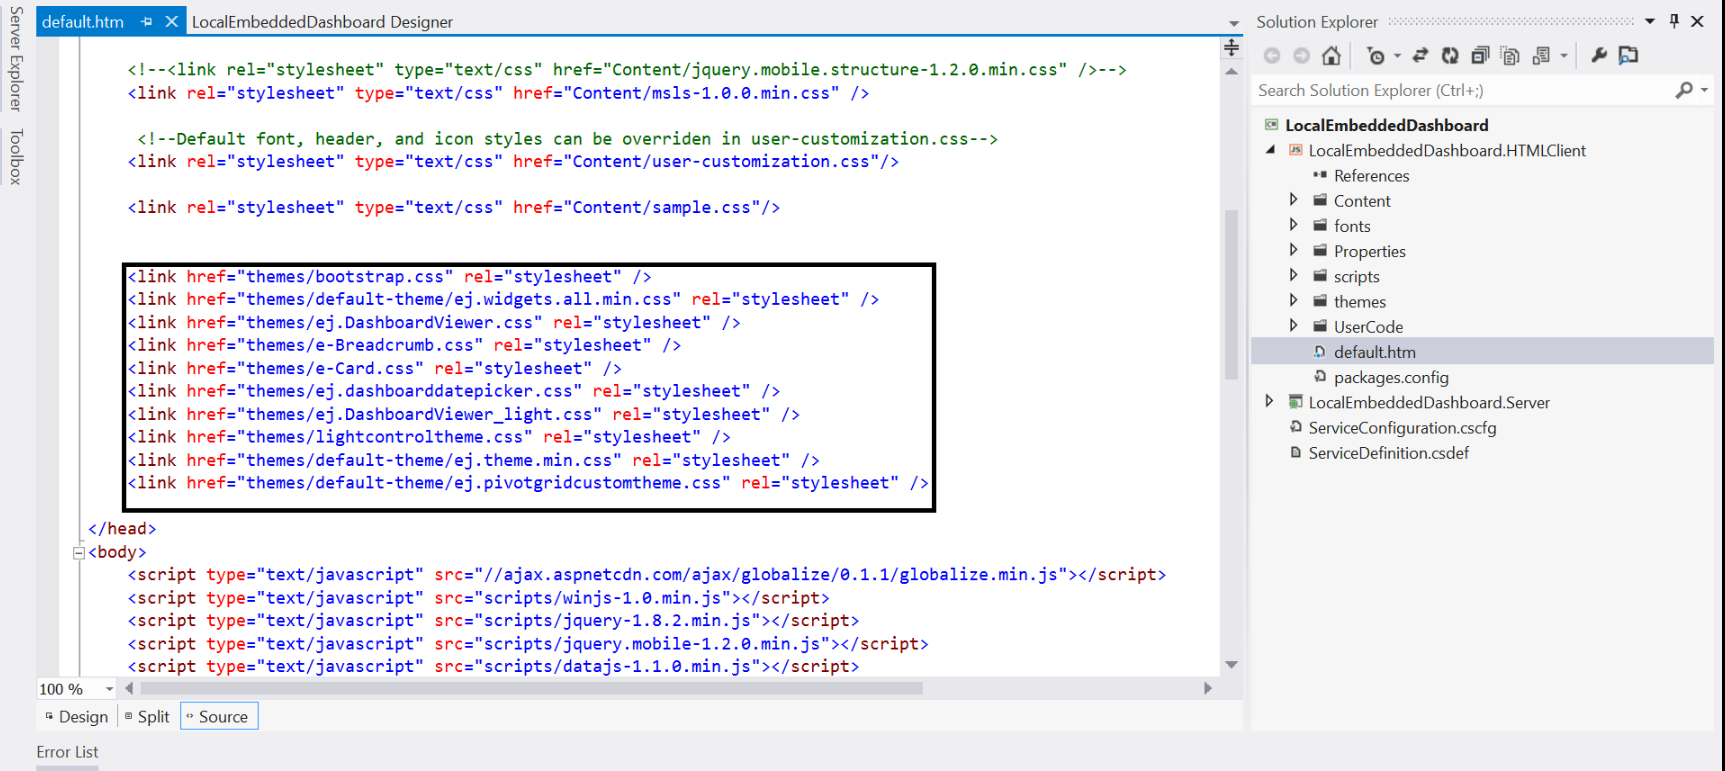 Server Explorer
Toolbox
default.htm
LocalEmbeddedDashboard Designer
<!--<link rel="stylesheet" type="text/css" href="Content/jquery.mobile.structure-1.2.0.min.css" />-->
<link rel="stylesheet" type="text/css" href="Content/msls-1.0.0.min.css" />
<!--Default font, header, and icon styles can be overriden in user-customization.css-->
<link rel="stylesheet" type="text/css" href="Content/user-customization.css"/>
<link rel="stylesheet" type="text/css" href="Content/sample.css"/>
<link href="themes/bootstrap.css" rel="stylesheet" />
<link href="themes/default-theme/ej.widgets.all.min.css" rel="stylesheet" />
<link href="themes/ej.DashboardViewer.css" rel="stylesheet" />
<link href="themes/e-Breadcrumb.css" rel="stylesheet" />
<link href="themes/e-Card.css" rel="stylesheet" />
<link href="themes/ej.dashboarddatepicker.css" rel="stylesheet" />
<link href="themes/ej.DashboardViewer_light.css" rel="stylesheet" />
<link href="themes/lightcontroltheme.css" rel="stylesheet" />
<link href="themes/default-theme/ej.theme.min.css" rel="stylesheet" />
<link href="themes/default-theme/ej.pivotgridcustomtheme.css" rel="stylesheet" />
</head>
<body>
<script type="text/javascript" src="//ajax.aspnetcdn.com/ajax/globalize/0.1.1/globalize.min.js"></script>
<script type="text/javascript" src="scripts/winjs-1.0.min.js"></script>
<script type="text/javascript" src="scripts/jquery-1.8.2.min.js"></script>
<script type="text/javascript" src="scripts/jquery.mobile-1.2.0.min.js"></script>
<script type="text/javascript" src="scripts/datajs-1.1.0.min.js"></script>
100 %
Design
Split
Source
Error List
Solution Explorer
Search Solution Explorer (Ctrl+;)
LocalEmbeddedDashboard
JS LocalEmbeddedDashboard.HTMLClient
References
Content
fonts
Properties
scripts
themes
UserCode
default.htm
packages.config
LocalEmbeddedDashboard.Server
ServiceConfiguration.cscfg
ServiceDefinition.csdef